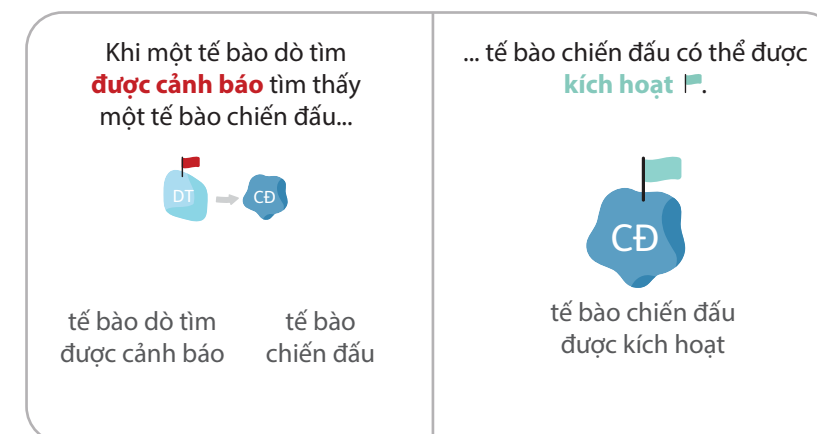 Khi một tế bào dò tìm
được cảnh báo tìm thấy
một tế bào chiến đấu...
DT
CĐ
tế bào dò tìm
được cảnh báo
tế bào
chiến đấu
... tế bào chiến đấu có thể được
kích hoạt .
CĐ
tế bào chiến đấu
được kích hoạt